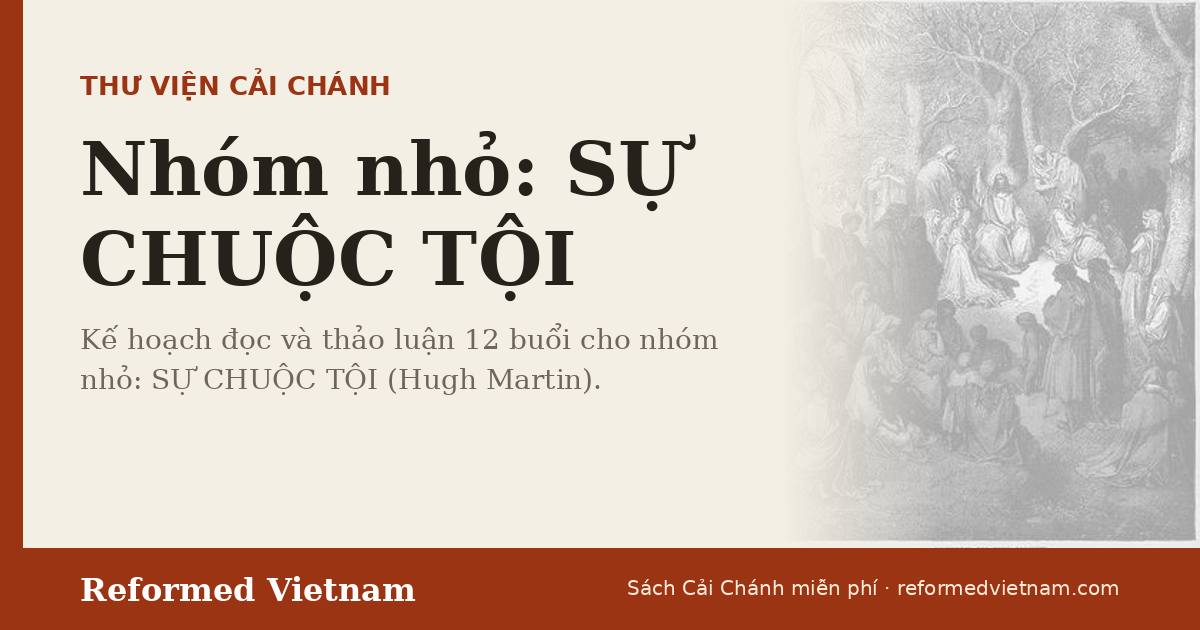 THƯ VIỆN CẢI CHÁNH
Nhóm nhỏ: SỰ
CHUỘC TỘI
Kế hoạch đọc và thảo luận 12 buổi cho nhóm
nhỏ: SỰ CHUỘC TỘI (Hugh Martin).
Reformed Vietnam
Sách Cải Chánh miễn phí · reformedvietnam.com